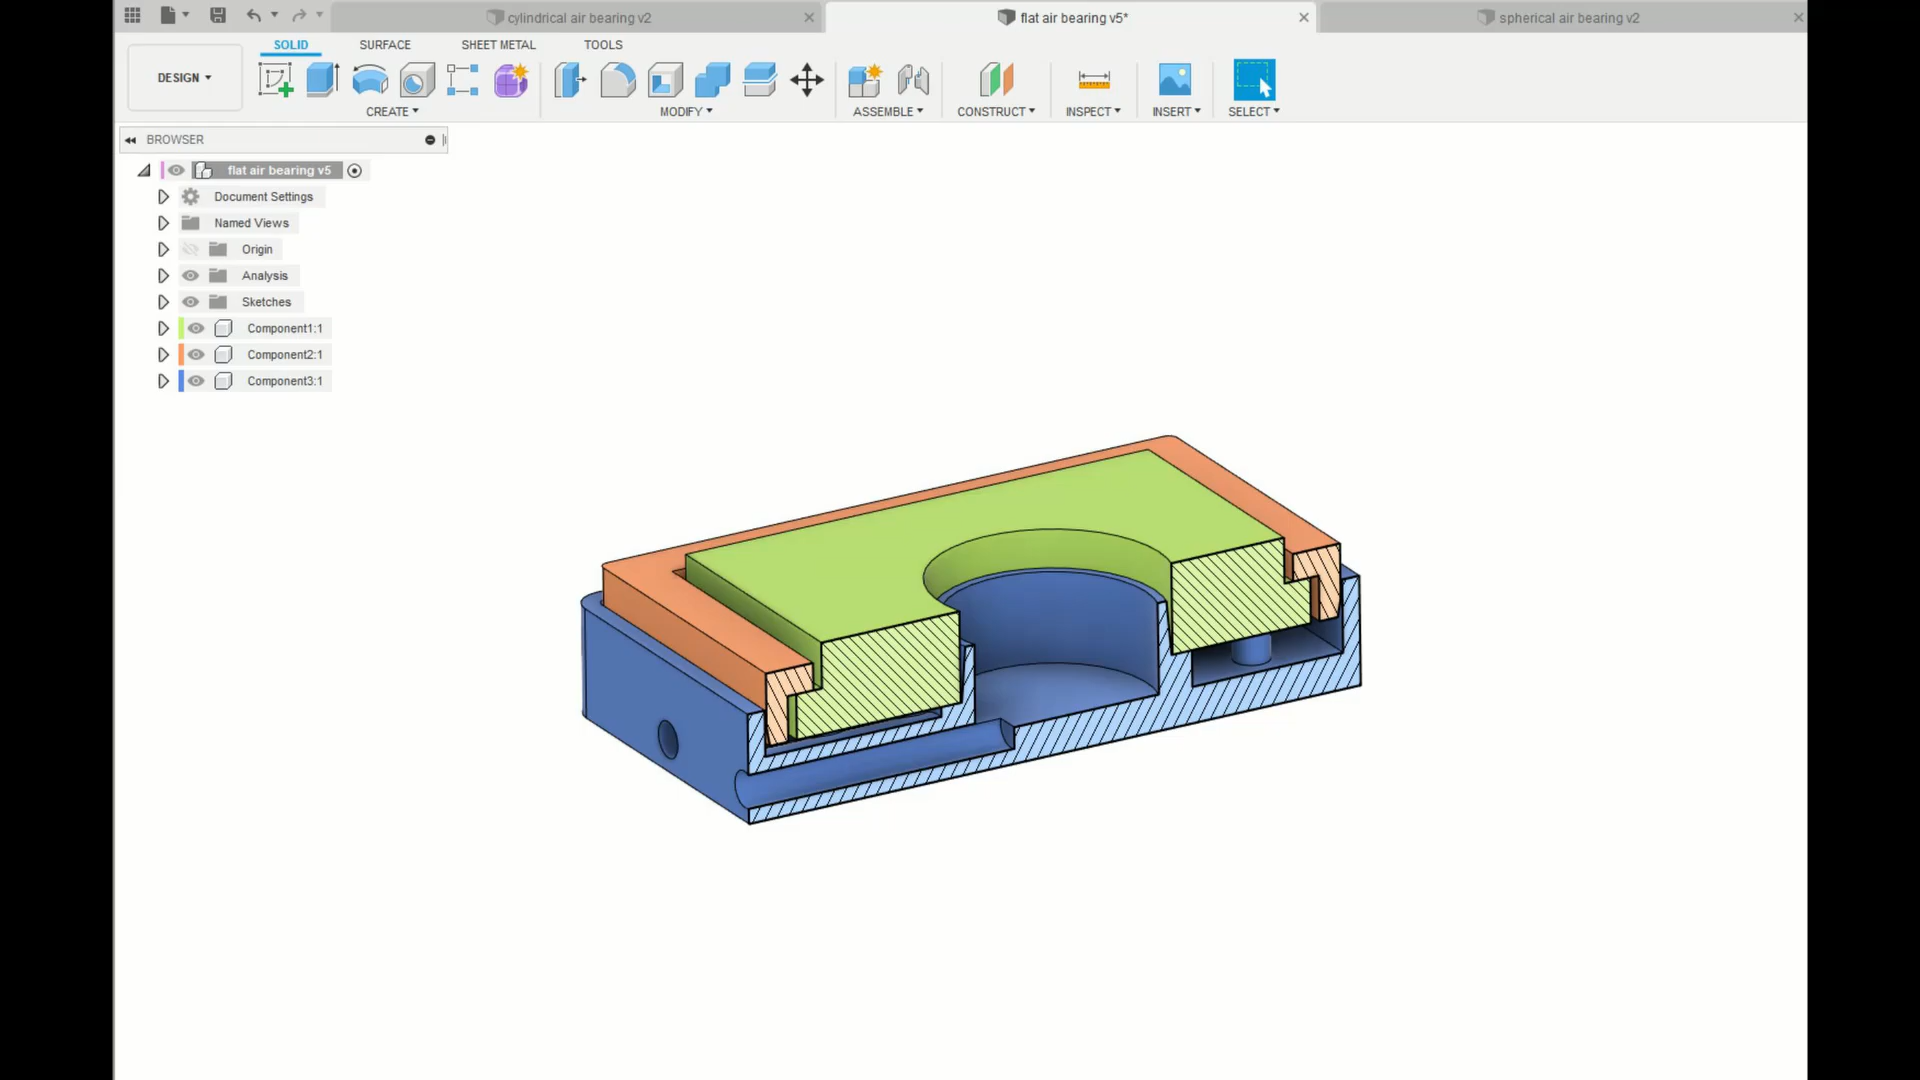 cylindrical air bearing v2
flat air bearing v5*
spherical air bearing v2
SOLID
SURFACE
SHEET METAL
TOOLS
DESIGN
CREATE
MODIFY
ASSEMBLE
CONSTRUCT
INSPECT
INSERT
SELECT
BROWSER
flat air bearing v5
Document Settings
Named Views
Origin
Analysis
Sketches
Component1:1
Component2:1
Component3:1